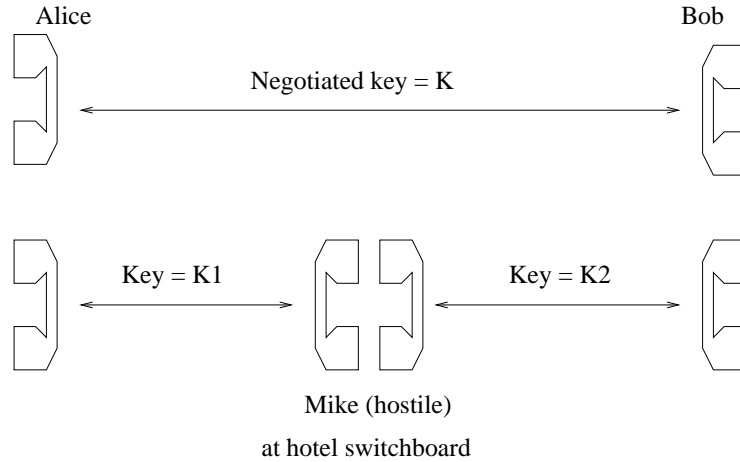 Alice
Bob
Negotiated key = K
Key = K1
Key = K2
Mike (hostile)
at hotel switchboard